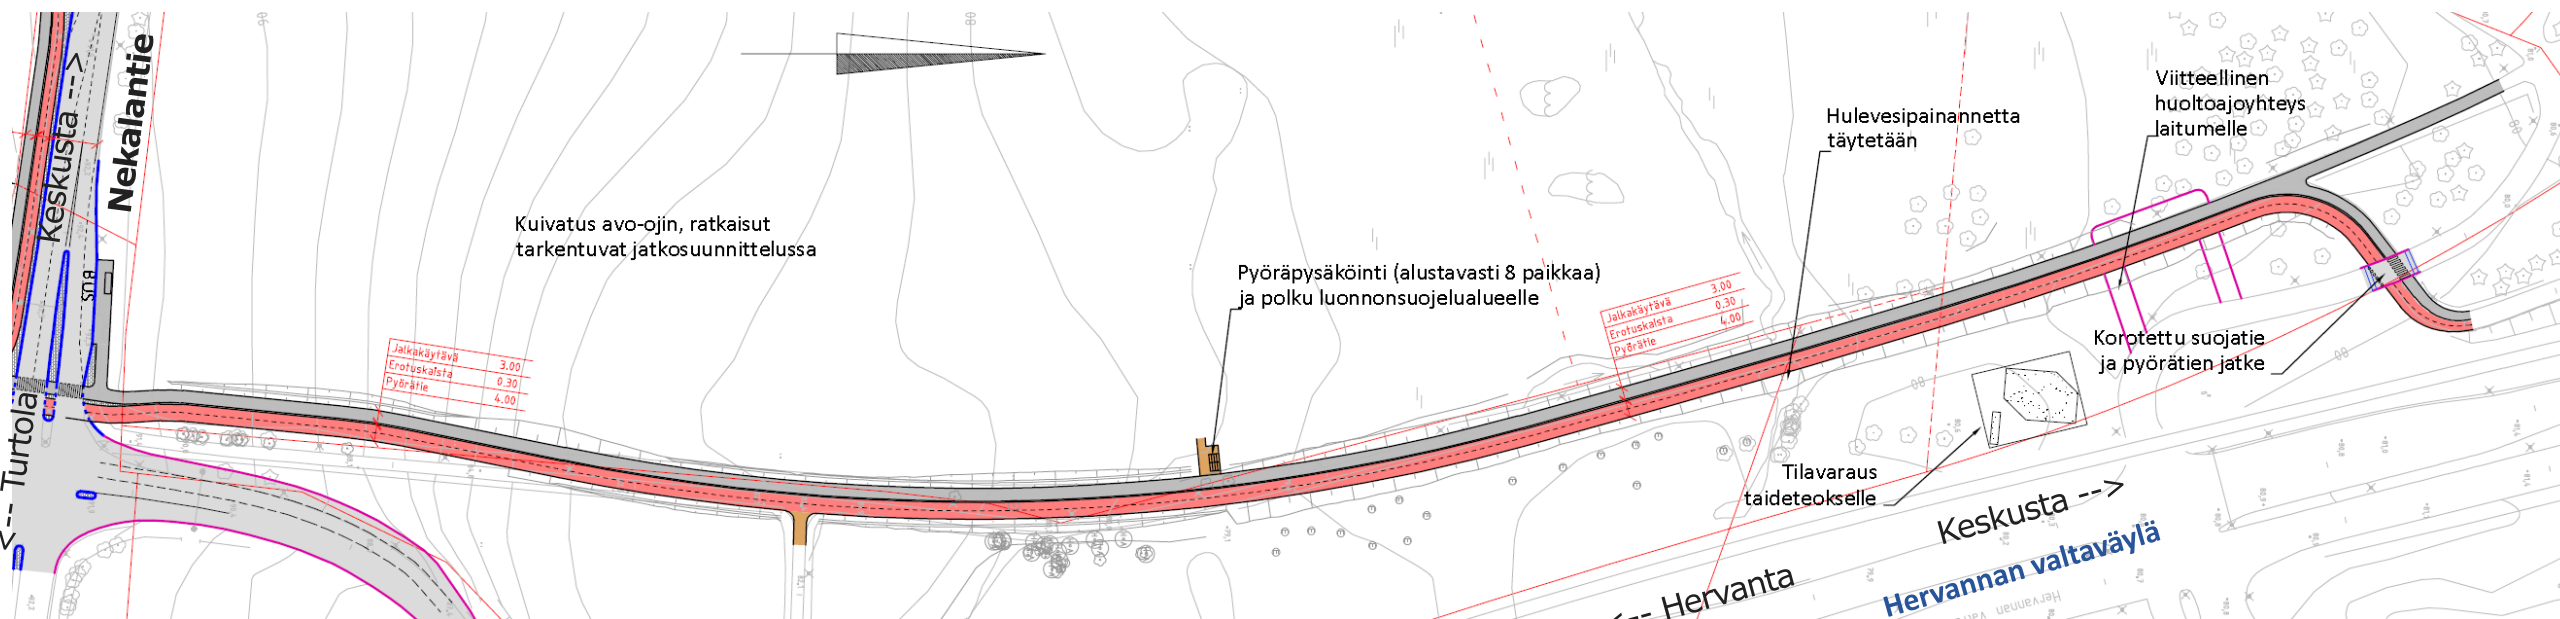 Keskusta -->
Nekalantie
<-- Turtola
BUS
Kuivatus avo-ojin, ratkaisut
tarkentuvat jatkosuunnittelussa
Jalkakäytävä 3.00
Erotuskaista 0.30
Pyörätie 4.00
Pyöräpysäköinti (alustavasti 8 paikkaa)
ja polku luonnonsuojelualueelle
Jalkakäytävä 3.00
Erotuskaista 0.30
Pyörätie 4.00
Hulevesipainannetta
täytetään
Viitteellinen
huoltoajoyhteys
laitumelle
Korotettu suojatie
ja pyörätien jatke
Tilavaraus
taideteokselle
Keskusta -->
<-- Hervanta
Hervannan valtaväylä